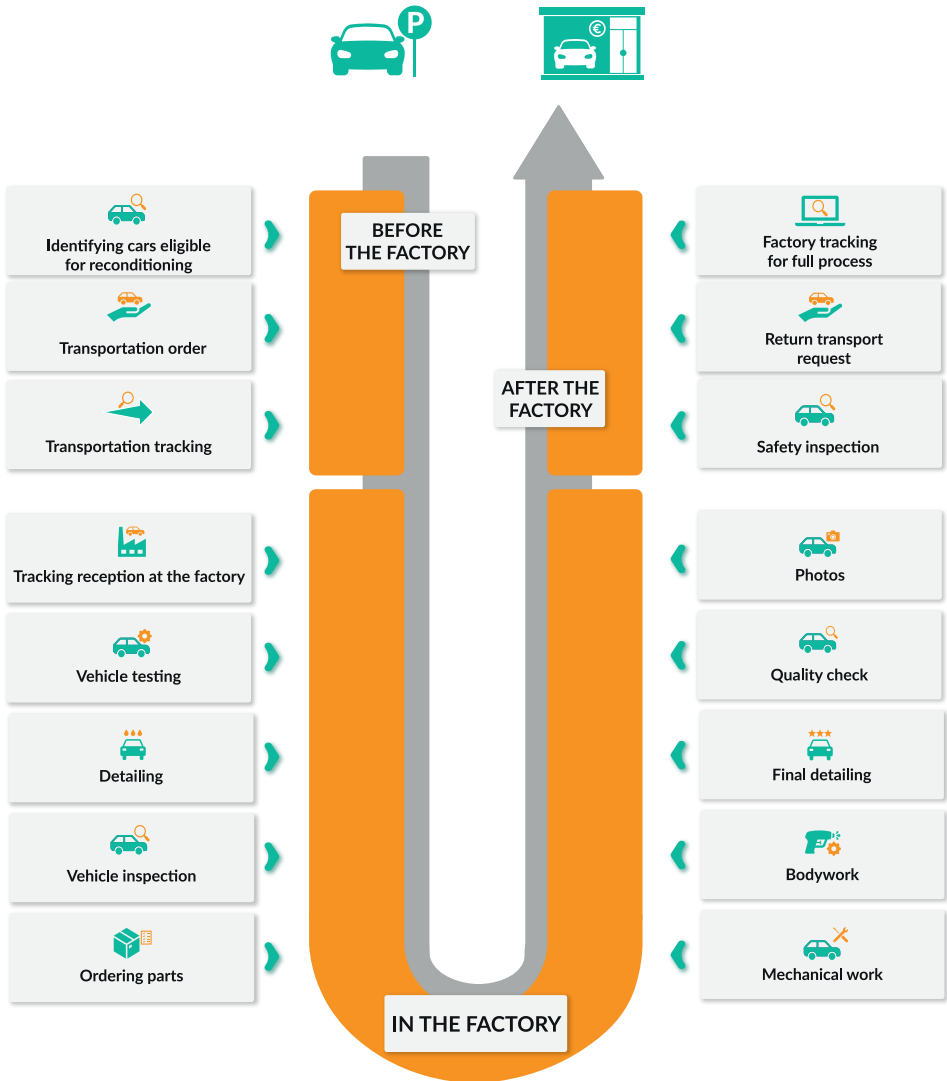 P
€
BEFORE
THE FACTORY
Identifying cars eligible
for reconditioning
Transportation order
Transportation tracking
Tracking reception at the factory
Vehicle testing
Detailing
Vehicle inspection
Ordering parts
IN THE FACTORY
Mechanical work
Bodywork
Final detailing
Quality check
Photos
AFTER THE
FACTORY
Safety inspection
Return transport
request
Factory tracking
for full process